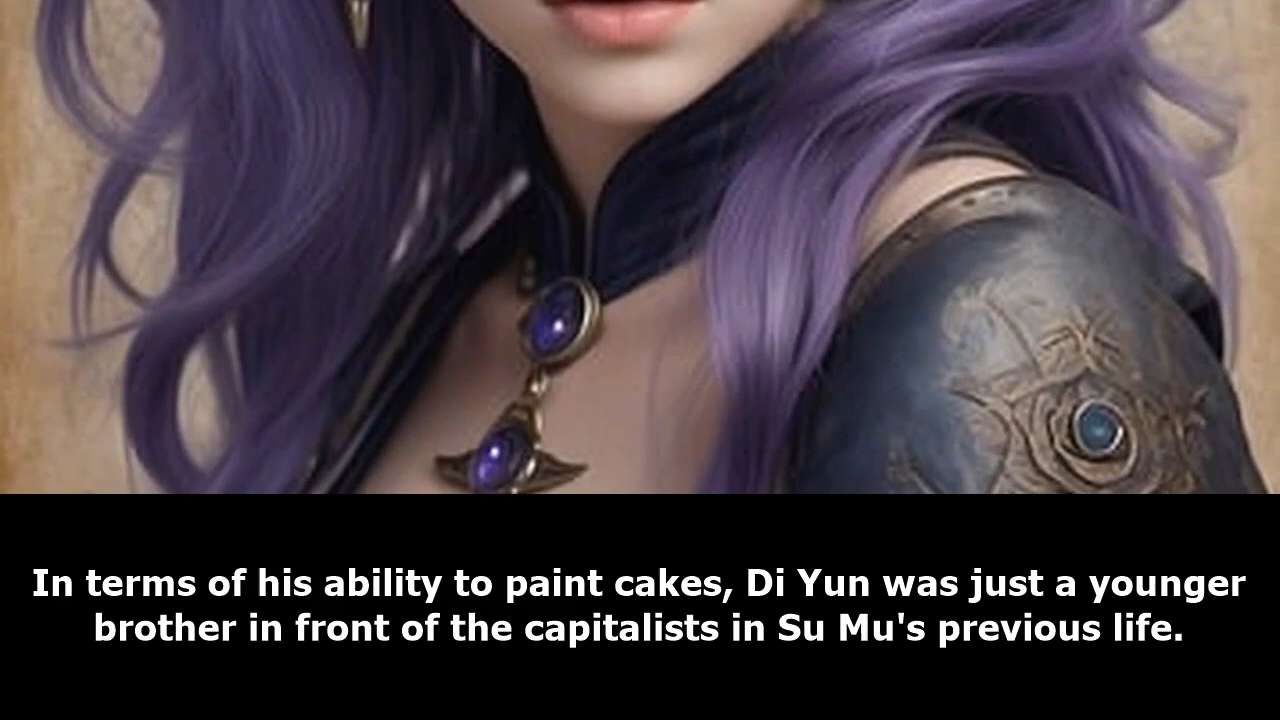 In terms of his ability to paint cakes, Di Yun was just a younger
brother in front of the capitalists in Su Mu's previous life.